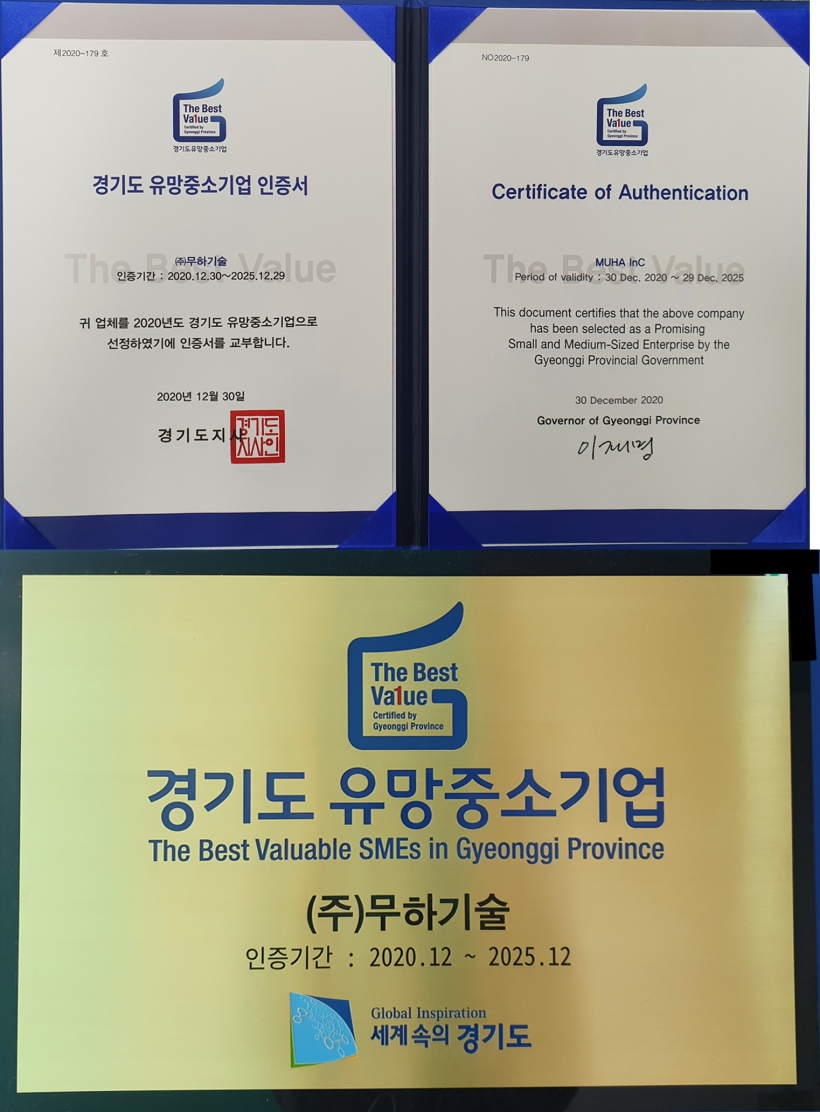 제2020-179 호
The Best
Va1ue
Certified by
Gyeonggi Province
경기도유망중소기업
경기도 유망중소기업 인증서
The Best Value
㈜무하기술
인증기간 : 2020.12.30~2025.12.29
귀 업체를 2020년도 경기도 유망중소기업으로
선정하였기에 인증서를 교부합니다.
2020년 12월 30일
경기도지사
경기도
지사인
NO2020-179
The Best
Va1ue
Certified by
Gyeonggi Province
경기도유망중소기업
Certificate of Authentication
The Best Value
MUHA InC
Period of validity : 30 Dec. 2020 ~ 29 Dec. 2025
This document certifies that the above company
has been selected as a Promising
Small and Medium-Sized Enterprise by the
Gyeonggi Provincial Government
30 December 2020
Governor of Gyeonggi Province
이재명
The Best
Va1ue
Certified by
Gyeonggi Province
경기도 유망중소기업
The Best Valuable SMEs in Gyeonggi Province
(주)무하기술
인증기간 : 2020.12 ~ 2025.12
Global Inspiration
세계 속의 경기도